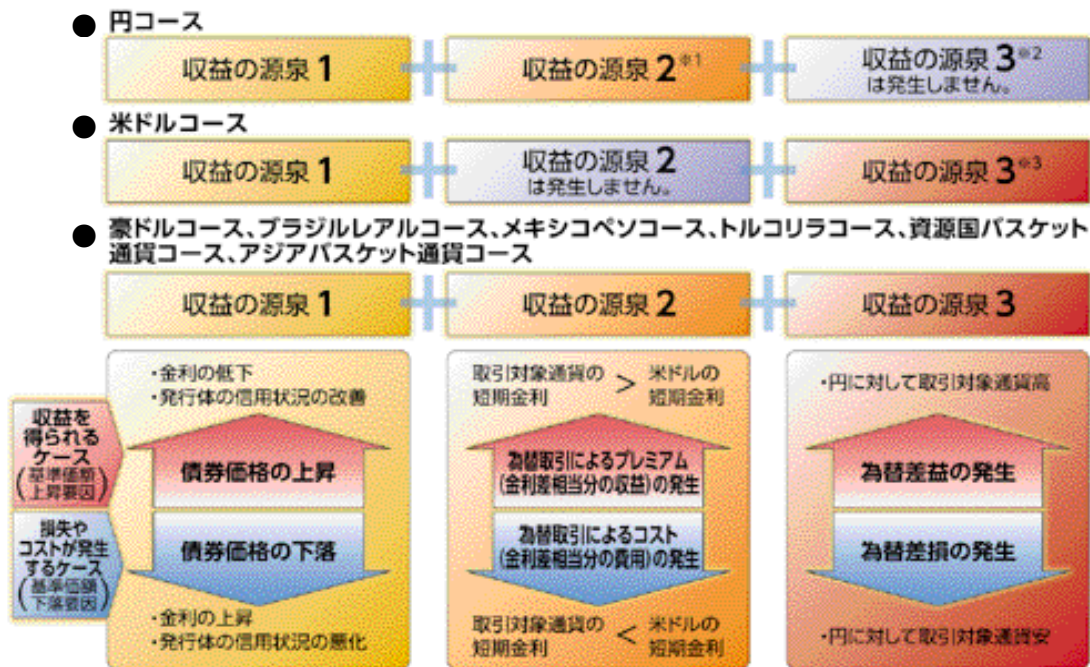 ● 円コース
収益の源泉 1 + 収益の源泉 2※1 + 収益の源泉 3※2
は発生しません。
● 米ドルコース
収益の源泉 1 + 収益の源泉 2 + 収益の源泉 3※3
は発生しません。
● 豪ドルコース、ブラジルレアルコース、メキシコペソコース、トルコリラコース、資源国バスケット
通貨コース、アジアバスケット通貨コース
収益の源泉 1 + 収益の源泉 2 + 収益の源泉 3
収益を
得られる
ケース
(基準価額
上昇要因)
損失や
コストが発生
するケース
(基準価額
下落要因)
・金利の低下
・発行体の信用状況の改善
債券価格の上昇
債券価格の下落
・金利の上昇
・発行体の信用状況の悪化
取引対象通貨の > 米ドルの
短期金利 短期金利
為替取引によるプレミアム
(金利差相当分の収益)の発生
為替取引によるコスト
(金利差相当分の費用)の発生
取引対象通貨の < 米ドルの
短期金利 短期金利
・円に対して取引対象通貨高
為替差益の発生
為替差損の発生
・円に対して取引対象通貨安